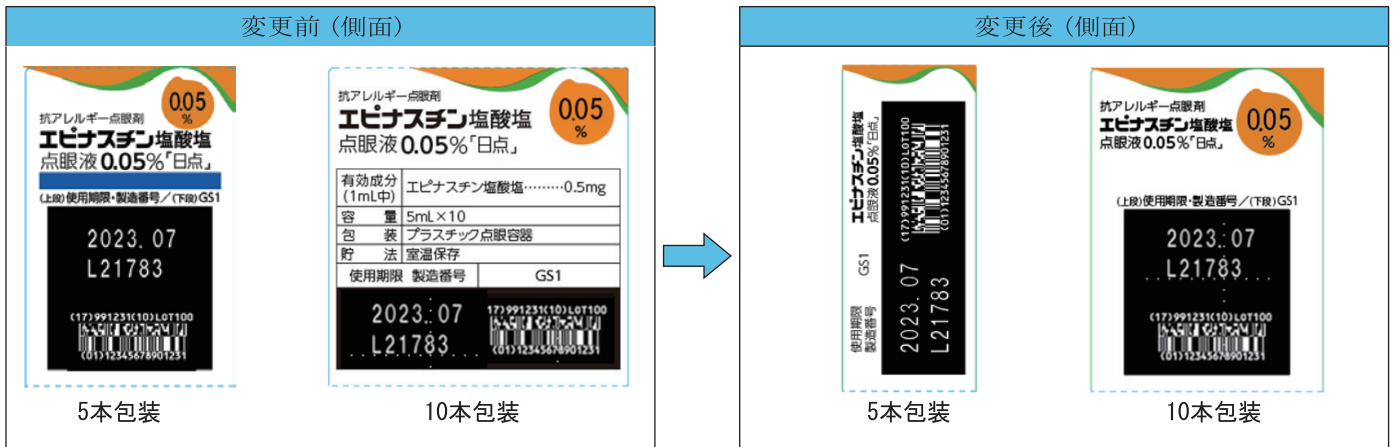 変更前（側面）
抗アレルギー点眼剤
エピナスチン塩酸塩
点眼液0.05%「日点」
0.05
%
(上段)使用期限・製造番号／(下段)GS1
2023.07
L21783
(17)991231(10)LOT100
(01)12345678901231
5本包装
抗アレルギー点眼剤
エピナスチン塩酸塩
点眼液0.05%「日点」
0.05
%
有効成分(1mL中) エピナスチン塩酸塩………0.5mg
容量 5mL×10
包装 プラスチック点眼容器
貯法 室温保存
使用期限 製造番号 GS1
2023.07
L21783
17)991231(10)LOT100
(01)12345678901231
10本包装
変更後（側面）
エピナスチン塩酸塩
点眼液0.05%「日点」
GS1
使用期限
製造番号
(17)991231(10)LOT100
(01)12345678901231
2023.07
L21783
5本包装
抗アレルギー点眼剤
エピナスチン塩酸塩
点眼液0.05%「日点」
0.05
%
(上段)使用期限・製造番号／(下段)GS1
2023.07
L21783
(17)991231(10)LOT100
(01)12345678901231
10本包装